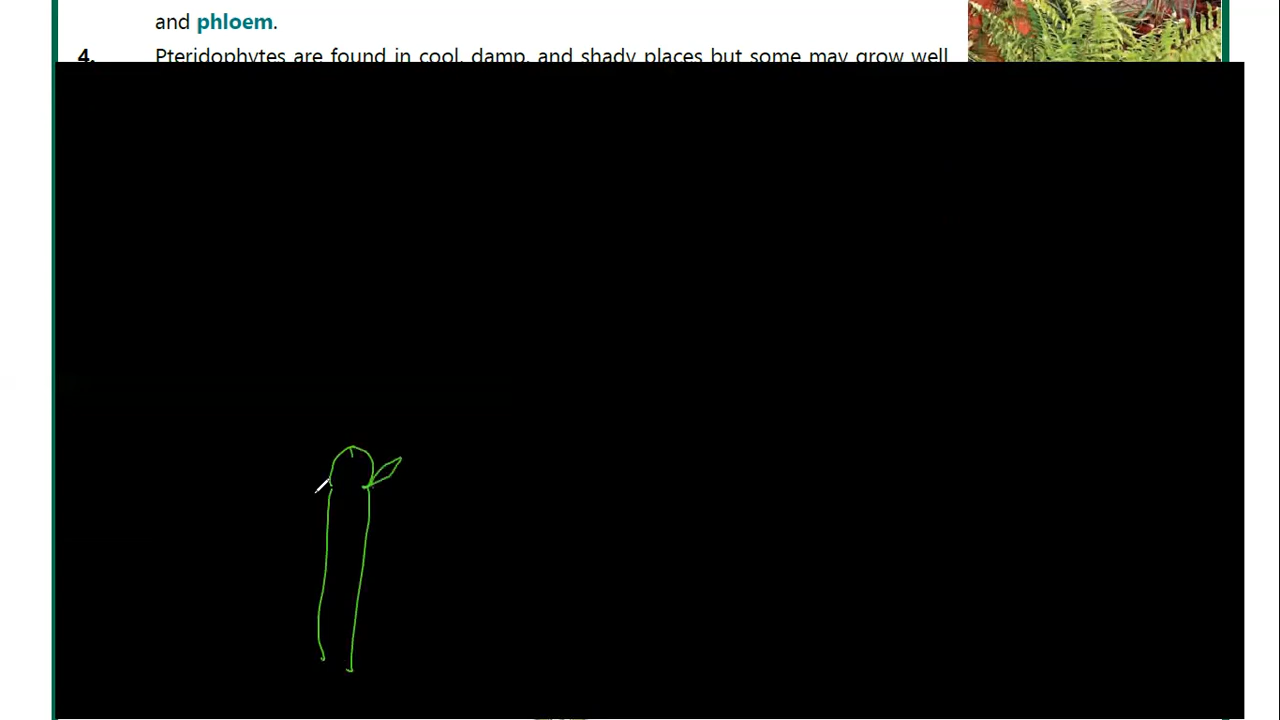 and phloem.
4. Pteridophytes are found in cool, damp, and shady places but some may grow well